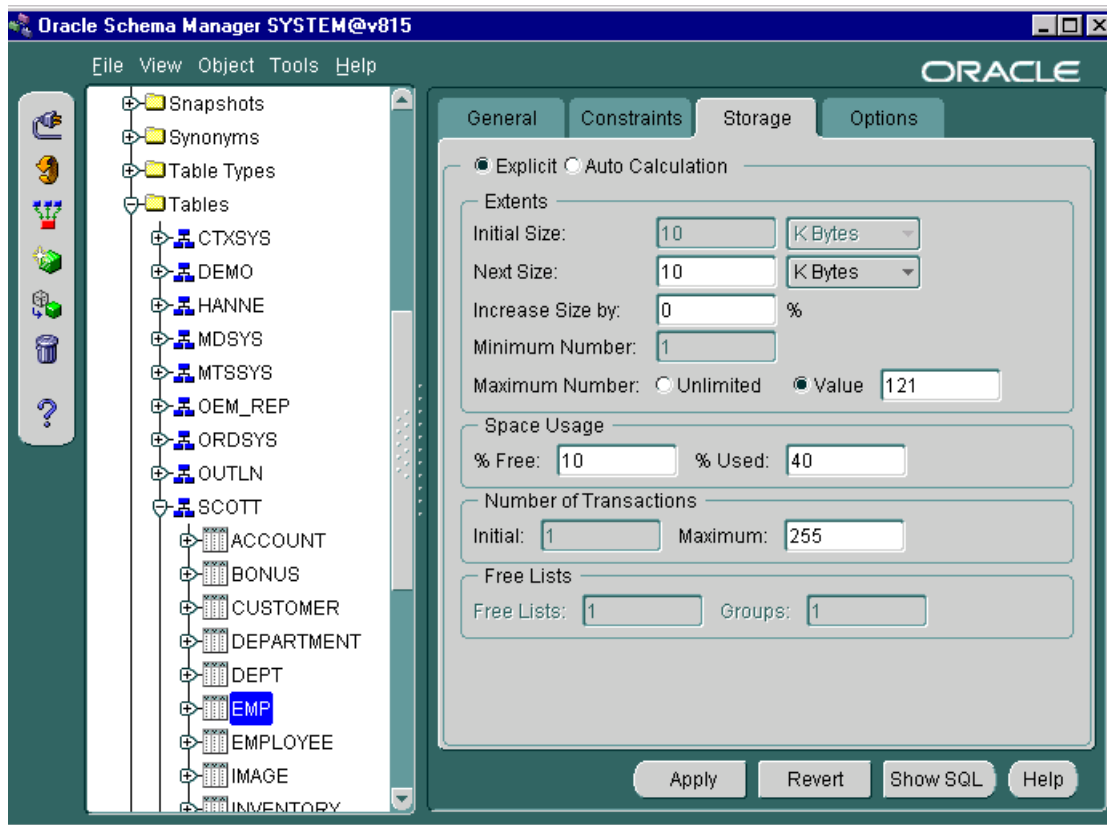 Oracle Schema Manager SYSTEM@v815
File View Object Tools Help
ORACLE
Snapshots
Synonyms
Table Types
Tables
CTXSYS
DEMO
HANNE
MDSYS
MTSSYS
OEM_REP
ORDSYS
OUTLN
SCOTT
ACCOUNT
BONUS
CUSTOMER
DEPARTMENT
DEPT
EMP
EMPLOYEE
IMAGE
INVENTORY
General Constraints Storage Options
Explicit Auto Calculation
Extents
Initial Size: 10 K Bytes
Next Size: 10 K Bytes
Increase Size by: 0 %
Minimum Number: 1
Maximum Number: Unlimited Value 121
Space Usage
% Free: 10 % Used: 40
Number of Transactions
Initial: 1 Maximum: 255
Free Lists
Free Lists: 1 Groups: 1
Apply Revert Show SQL Help